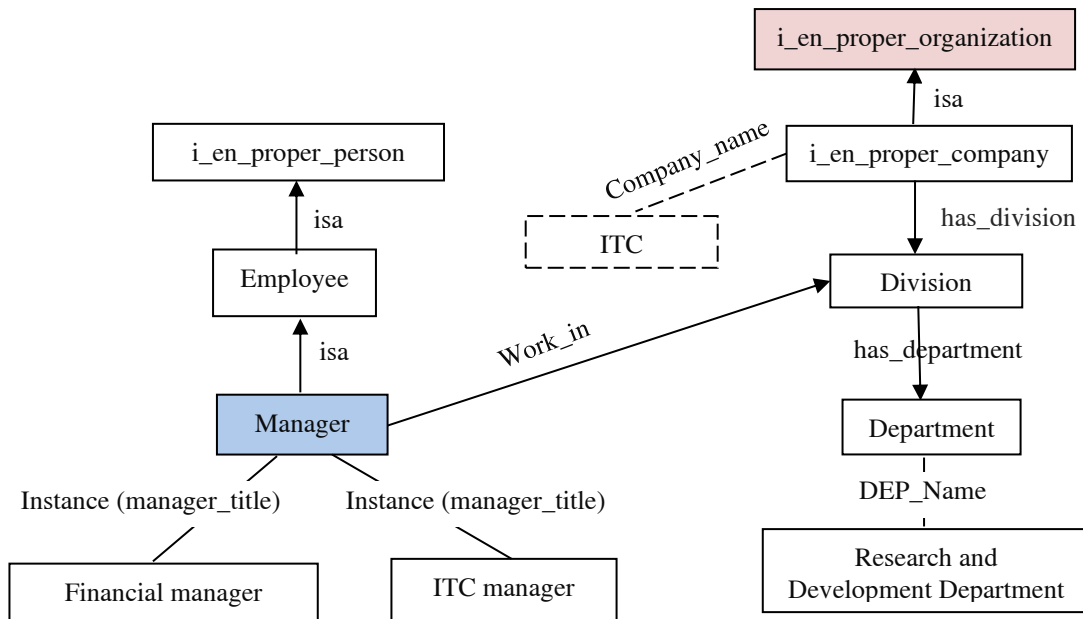 i_en_proper_organization
isa
i_en_proper_person
Company_name
i_en_proper_company
isa
ITC
has_division
Employee
Division
isa
Work_in
has_department
Manager
Department
Instance (manager_title)
Instance (manager_title)
DEP_Name
Financial manager
ITC manager
Research and
Development Department